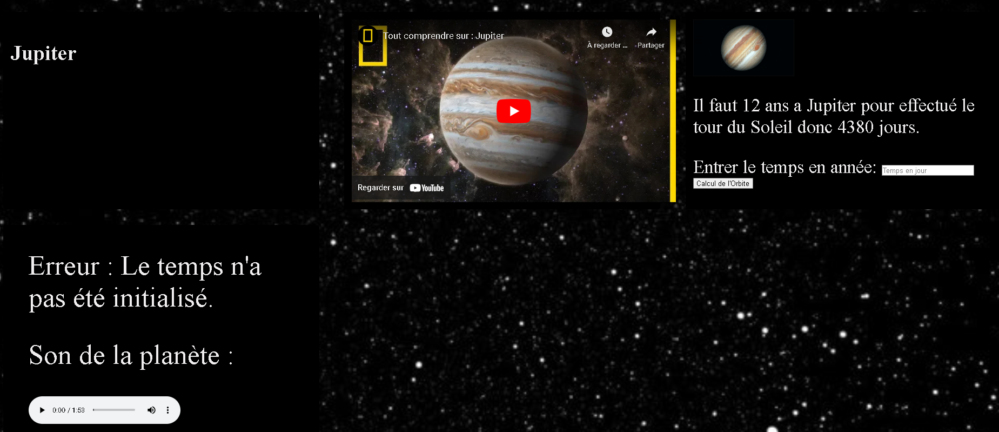 Jupiter
Tout comprendre sur : Jupiter
À regarder ...
Partager
Regarder sur YouTube
Il faut 12 ans a Jupiter pour effectué le
tour du Soleil donc 4380 jours.
Entrer le temps en année: Temps en jour
Calcul de l'Orbite
Erreur : Le temps n'a
pas été initialisé.
Son de la planète :
0:00 / 1:53